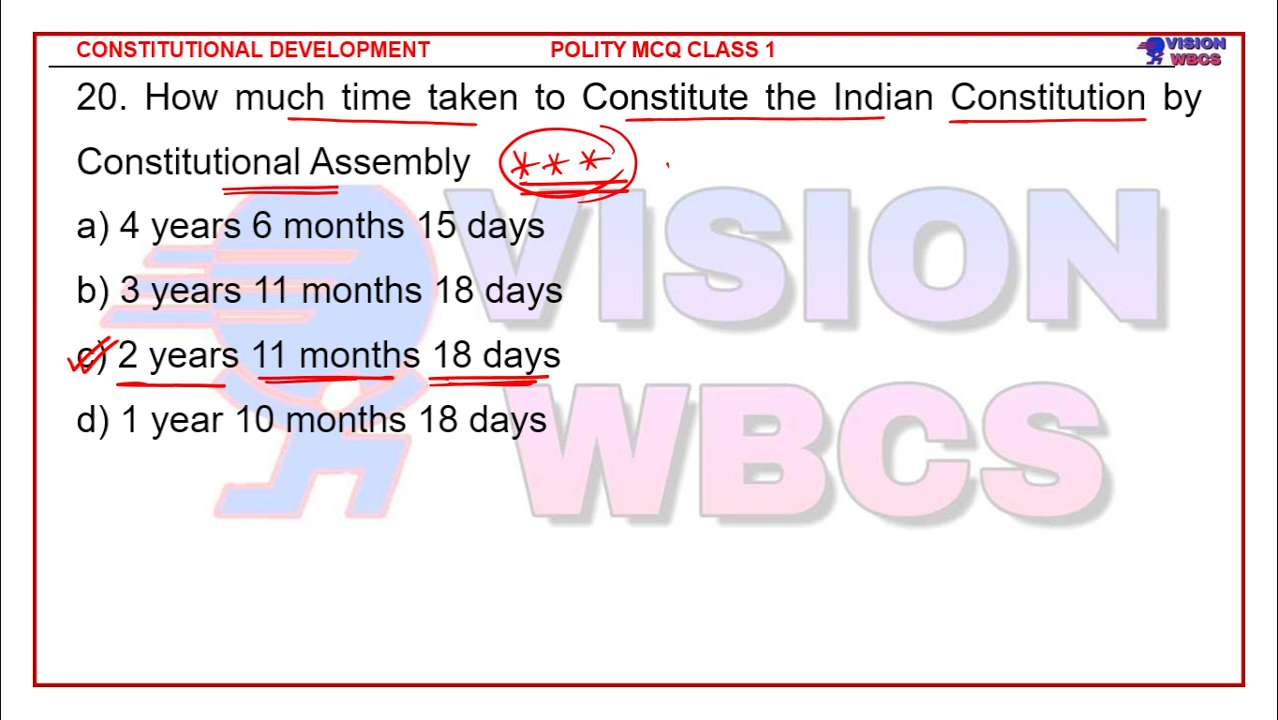 CONSTITUTIONAL DEVELOPMENT POLITY MCQ CLASS 1 VISION WBCS
20. How much time taken to Constitute the Indian Constitution by
Constitutional Assembly ***
a) 4 years 6 months 15 days
b) 3 years 11 months 18 days
c) 2 years 11 months 18 days
d) 1 year 10 months 18 days
VISION
WBCS